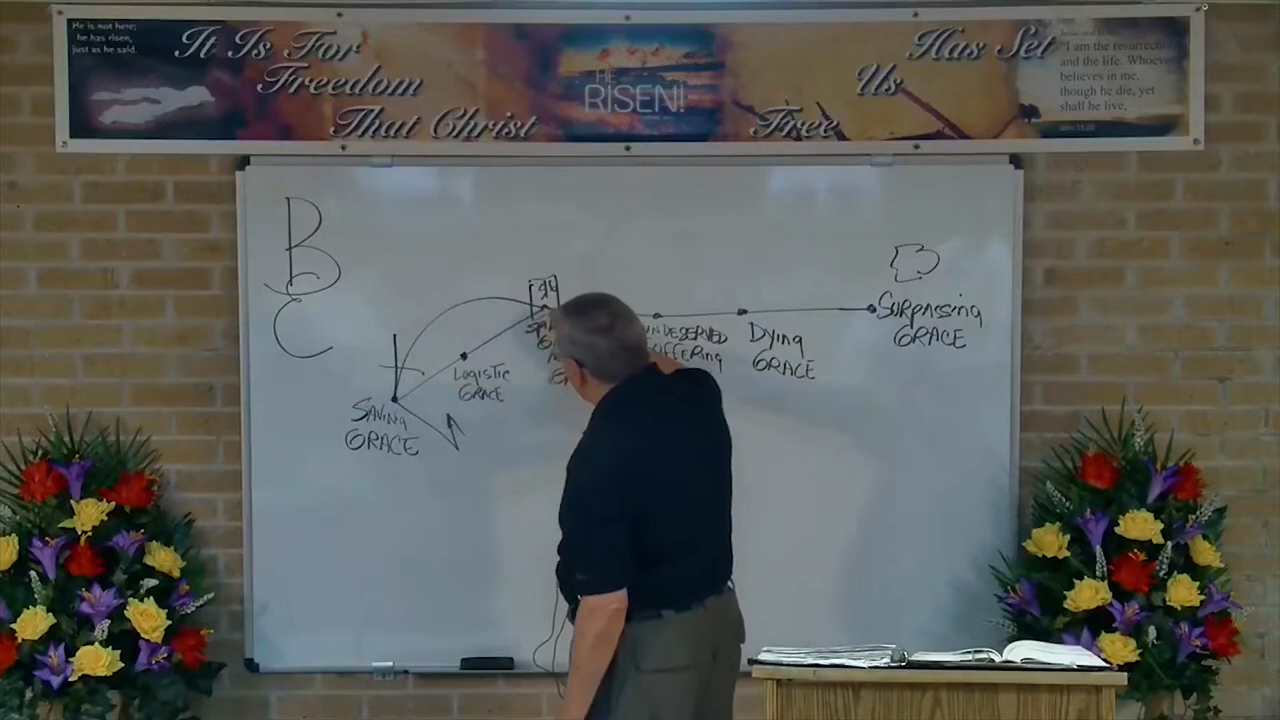 He is not here;
he has risen,
just as he said.
It Is For
Freedom
That Christ
HE
RISEN!
Has Set
Us
Free
"I am the resurrection
and the life. Whoever
believes in me,
though he die, yet
shall he live,
B
C
SAVING
GRACE
Logistic
GRACE
UNDESERVED
SUFFERING
Dying
GRACE
SURPASSING
GRACE